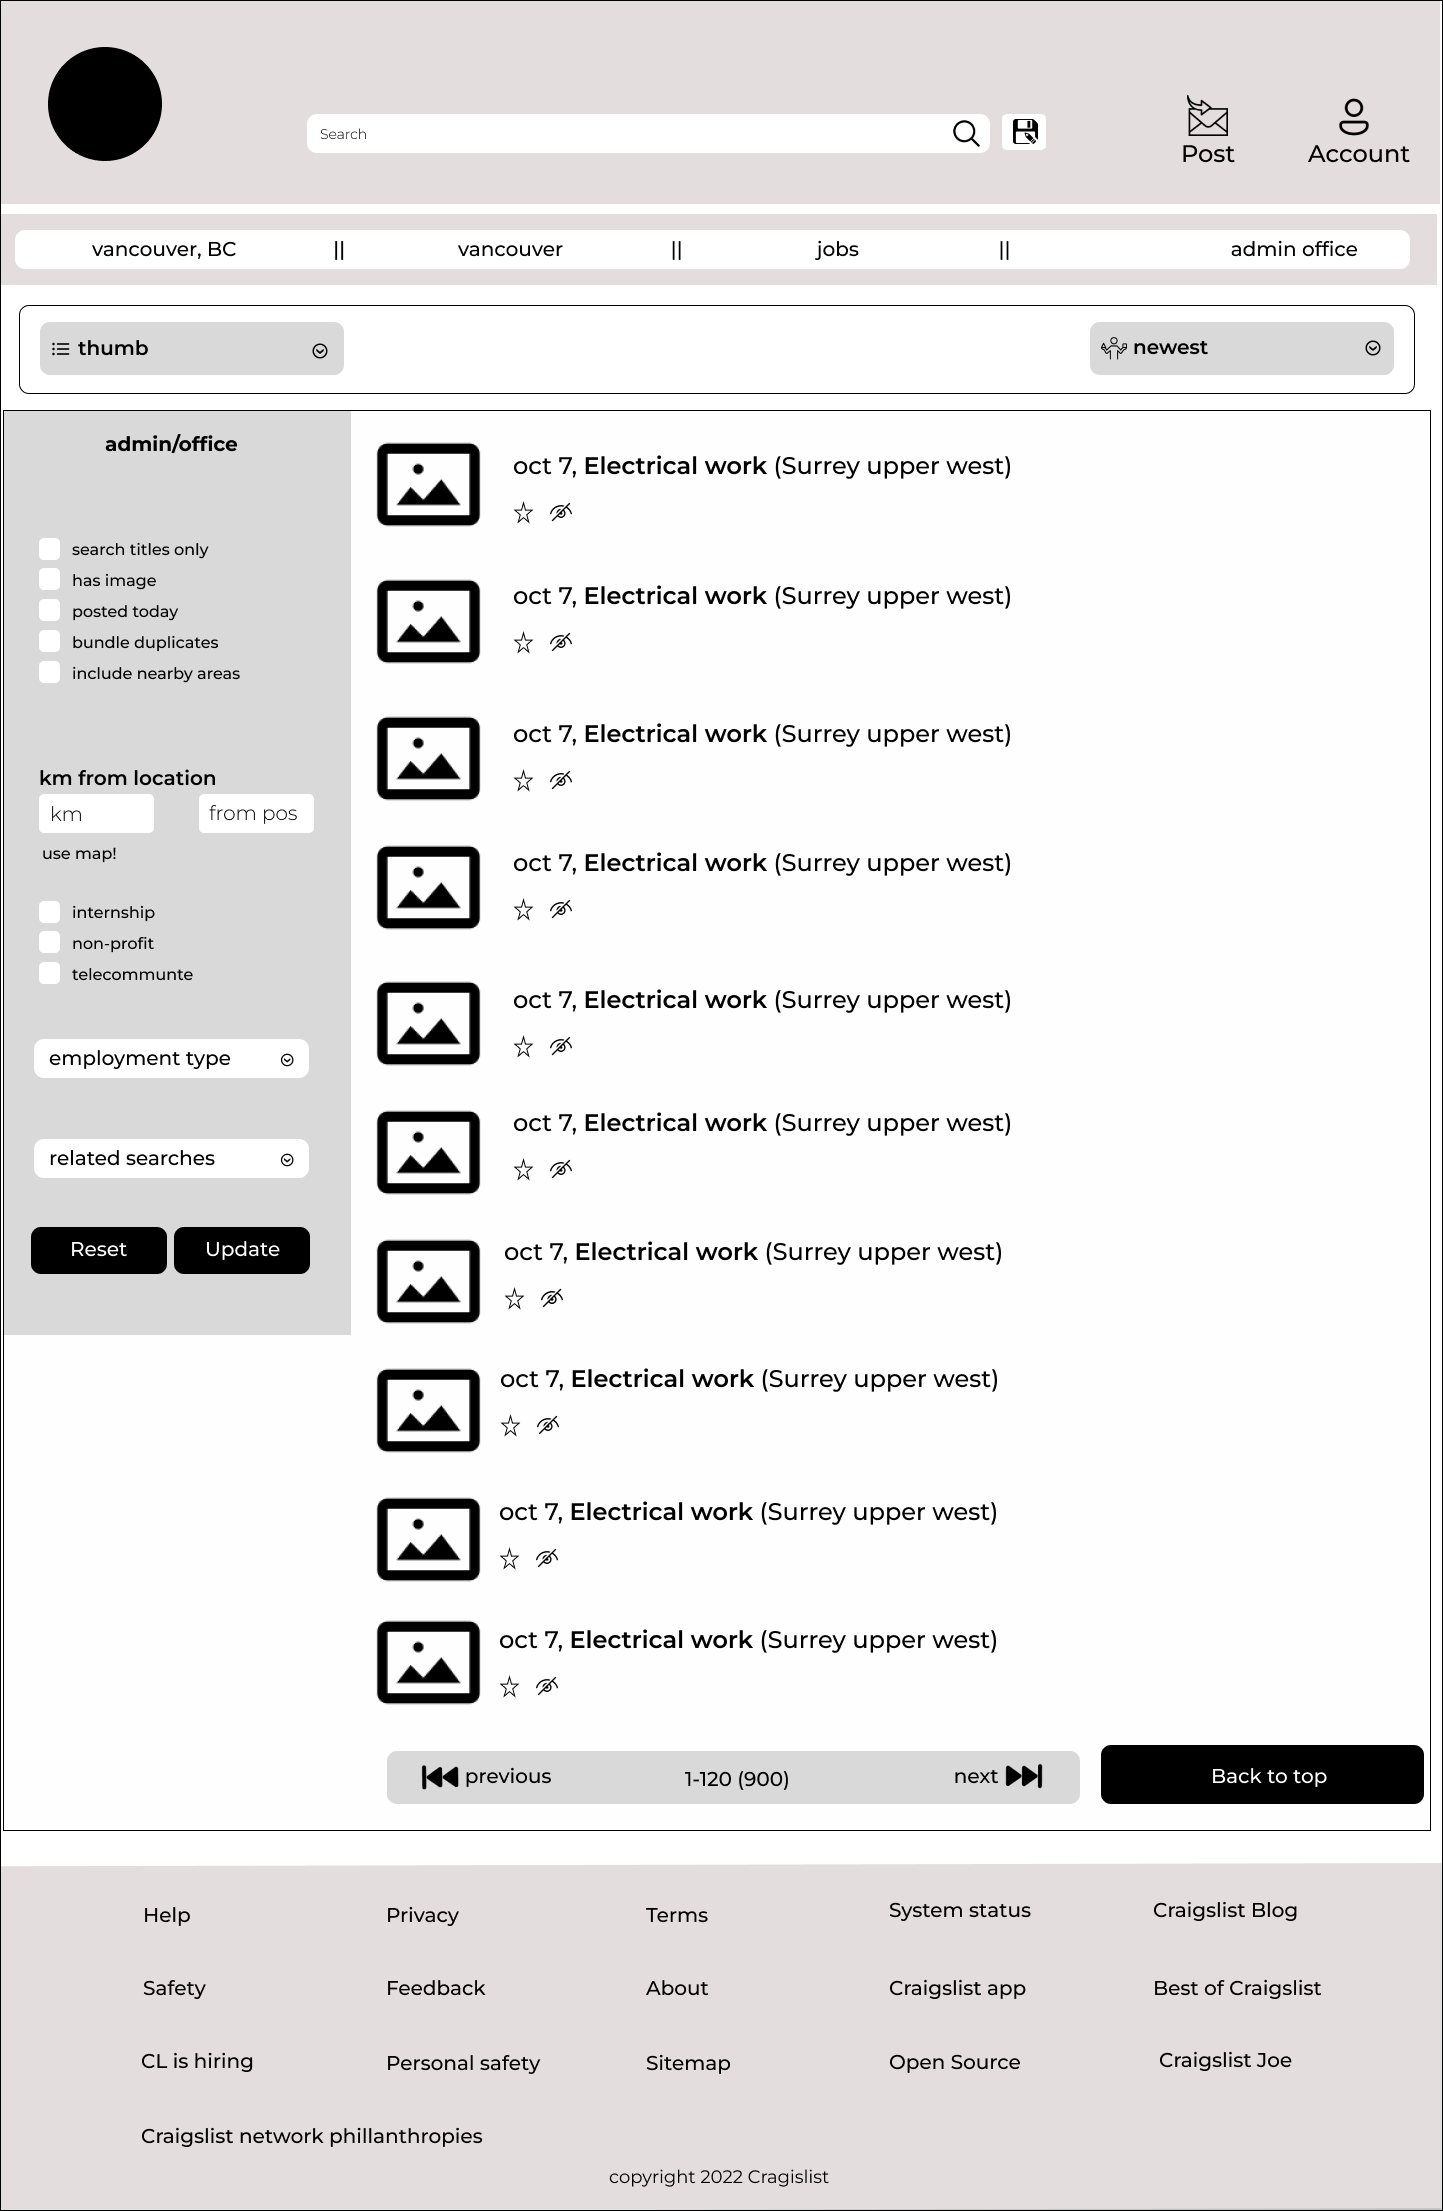 Search
Post
Account
vancouver, BC || vancouver || jobs || admin office
thumb
newest
admin/office
search titles only
has image
posted today
bundle duplicates
include nearby areas
km from location
km
from pos
use map!
internship
non-profit
telecommunte
employment type
related searches
Reset
Update
oct 7, Electrical work (Surrey upper west)
oct 7, Electrical work (Surrey upper west)
oct 7, Electrical work (Surrey upper west)
oct 7, Electrical work (Surrey upper west)
oct 7, Electrical work (Surrey upper west)
oct 7, Electrical work (Surrey upper west)
oct 7, Electrical work (Surrey upper west)
oct 7, Electrical work (Surrey upper west)
oct 7, Electrical work (Surrey upper west)
oct 7, Electrical work (Surrey upper west)
previous
1-120 (900)
next
Back to top
Help
Privacy
Terms
System status
Craigslist Blog
Safety
Feedback
About
Craigslist app
Best of Craigslist
CL is hiring
Personal safety
Sitemap
Open Source
Craigslist Joe
Craigslist network phillanthropies
copyright 2022 Cragislist